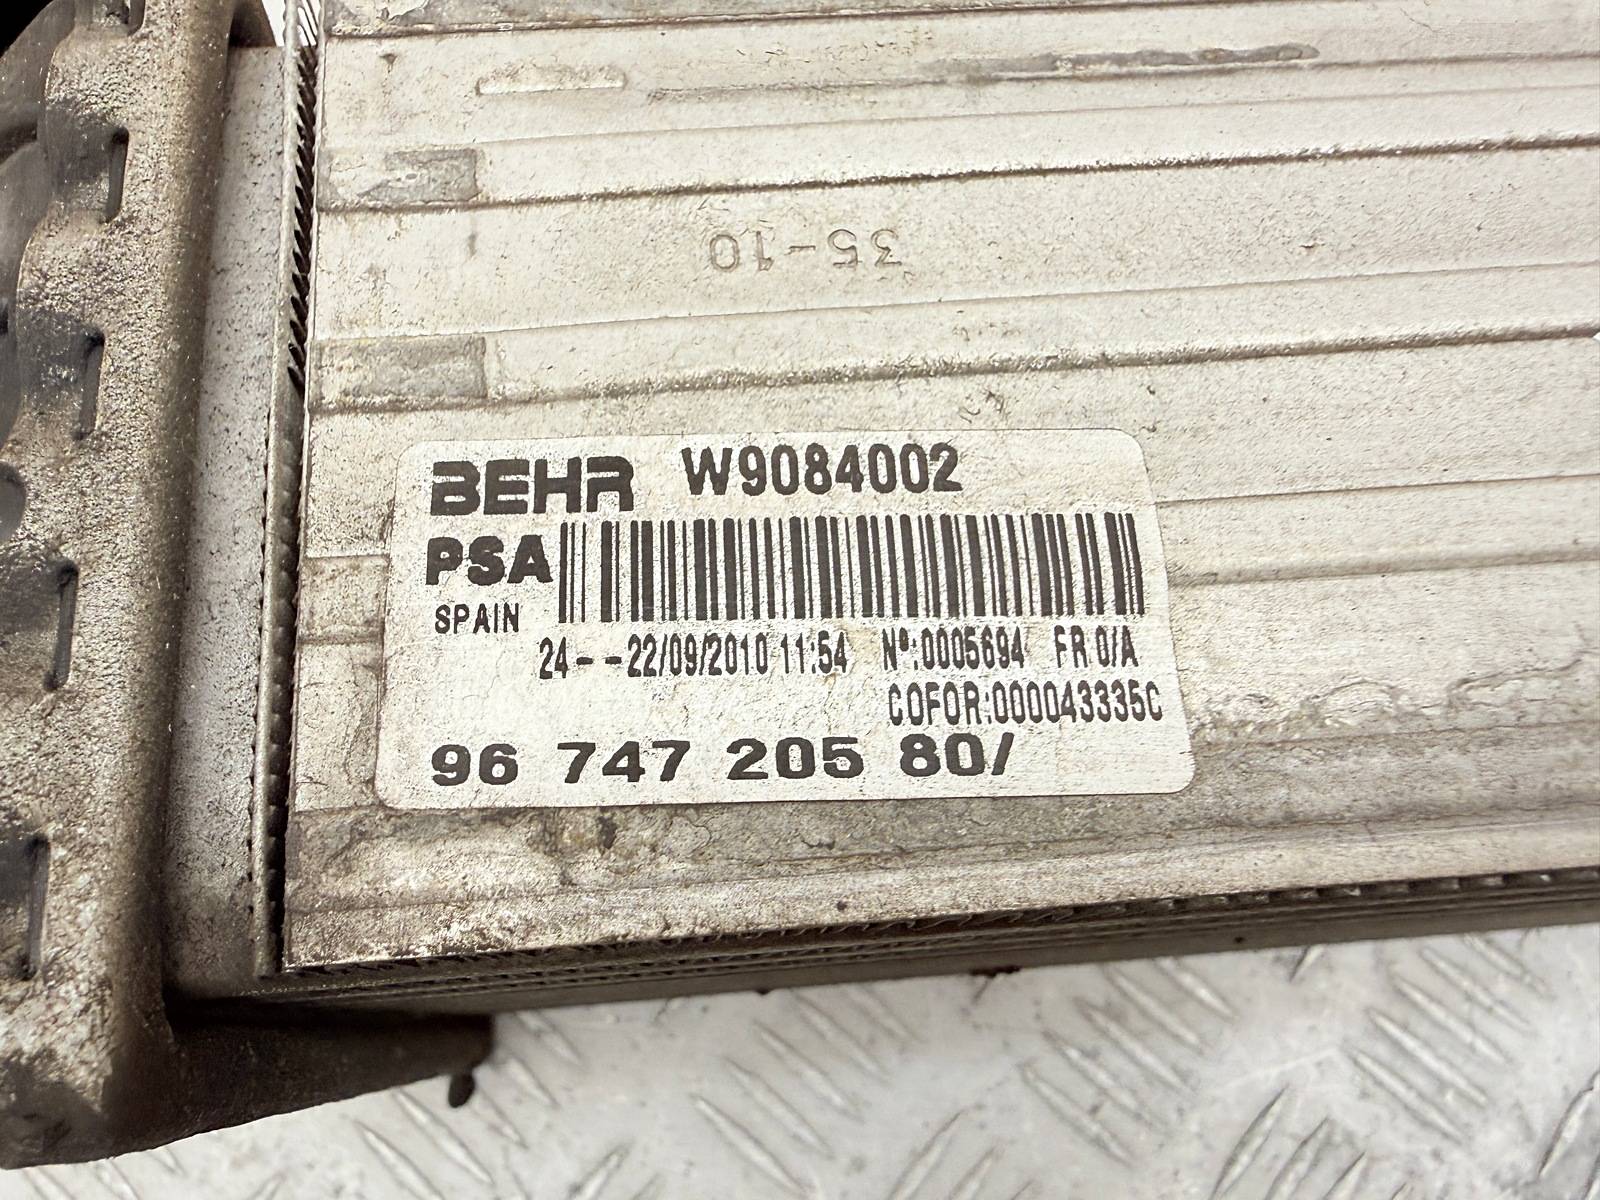 35-10
BEHR W9084002
PSA
SPAIN
24--22/09/2010 11:54 Nº:0005694 FR 0/A
COFOR:000043335C
96 747 205 80/